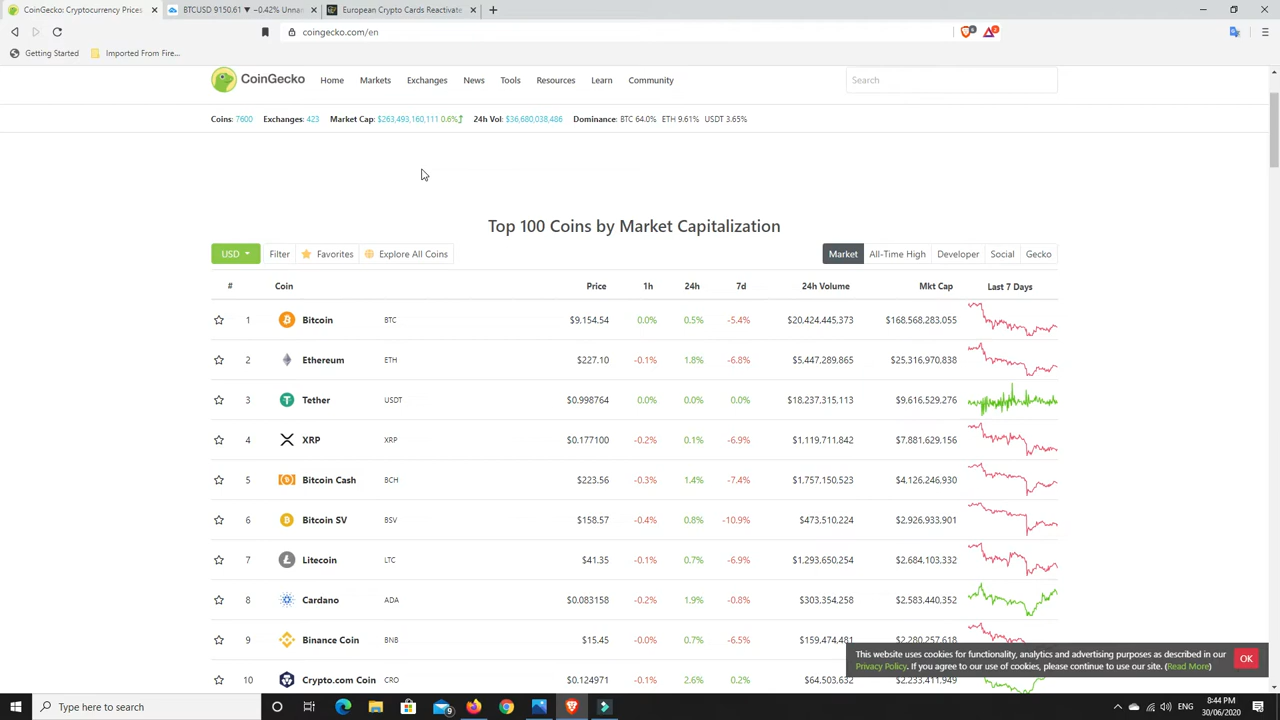 CoinGecko: Cryptocurrency Prices
BTCUSD 9150.61 ▼ −0.42% Unna
European Crypto Cards Reactivate
coingecko.com/en
Getting Started
Imported From Fire...
CoinGecko
Home
Markets
Exchanges
News
Tools
Resources
Learn
Community
Search
Coins: 7600 Exchanges: 423 Market Cap: $263,493,160,111 0.6% 24h Vol: $36,680,038,486 Dominance: BTC 64.0% ETH 9.61% USDT 3.65%
Top 100 Coins by Market Capitalization
USD Filter Favorites Explore All Coins Market All-Time High Developer Social Gecko
# Coin Price 1h 24h 7d 24h Volume Mkt Cap Last 7 Days
1 Bitcoin BTC $9,154.54 0.0% 0.5% -5.4% $20,424,445,373 $168,568,283,055
2 Ethereum ETH $227.10 -0.1% 1.8% -6.8% $5,447,289,865 $25,316,970,838
3 Tether USDT $0.998764 0.0% 0.0% 0.0% $18,237,315,113 $9,616,529,276
4 XRP XRP $0.177100 -0.2% 0.1% -6.9% $1,119,711,842 $7,881,629,156
5 Bitcoin Cash BCH $223.56 -0.3% 1.4% -7.4% $1,757,150,523 $4,126,246,930
6 Bitcoin SV BSV $158.57 -0.4% 0.8% -10.9% $473,510,224 $2,926,933,901
7 Litecoin LTC $41.35 -0.1% 0.7% -6.9% $1,293,650,254 $2,684,103,332
8 Cardano ADA $0.083158 -0.2% 1.9% -0.8% $303,354,258 $2,583,440,352
9 Binance Coin BNB $15.45 -0.0% 0.7% -6.5% $159,474,481 $2,280,257,618
10 Crypto.com Coin CRO $0.124971 -0.1% 2.6% 0.2% $64,503,632 $2,233,411,949
This website uses cookies for functionality, analytics and advertising purposes as described in our
Privacy Policy. If you agree to our use of cookies, please continue to use our site. (Read More)
OK
Type here to search
ENG
8:44 PM
30/06/2020